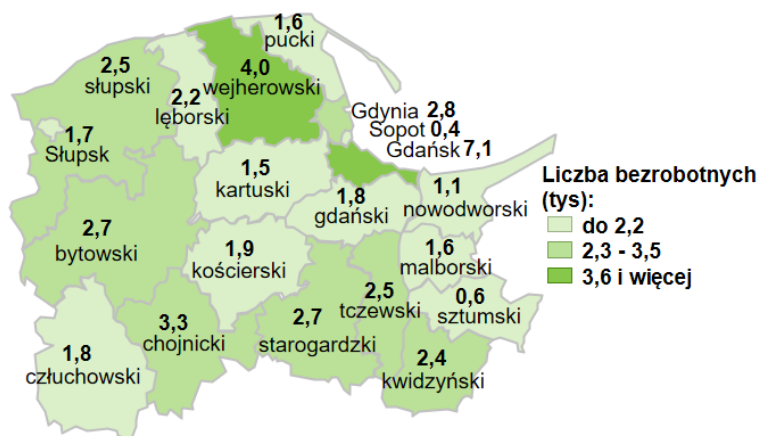 1,6
pucki
2,5
słupski
4,0
wejherowski
2,2
lęborski
Gdynia 2,8
Sopot 0,4
Gdańsk 7,1
1,7
Słupsk
1,5
kartuski
1,8
gdański
1,1
nowodworski
2,7
bytowski
1,9
kościerski
1,6
malborski
2,5
tczewski
0,6
sztumski
3,3
chojnicki
2,7
starogardzki
1,8
człuchowski
2,4
kwidzyński
Liczba bezrobotnych
(tys):
do 2,2
2,3 - 3,5
3,6 i więcej